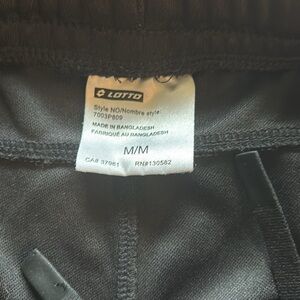 LOTTO
Style NO/Nombre style:
7003P809
MADE IN BANGLADESH
FABRIQUÉ AU BANGLADESH
M/M
CA# 37961 RN#130582